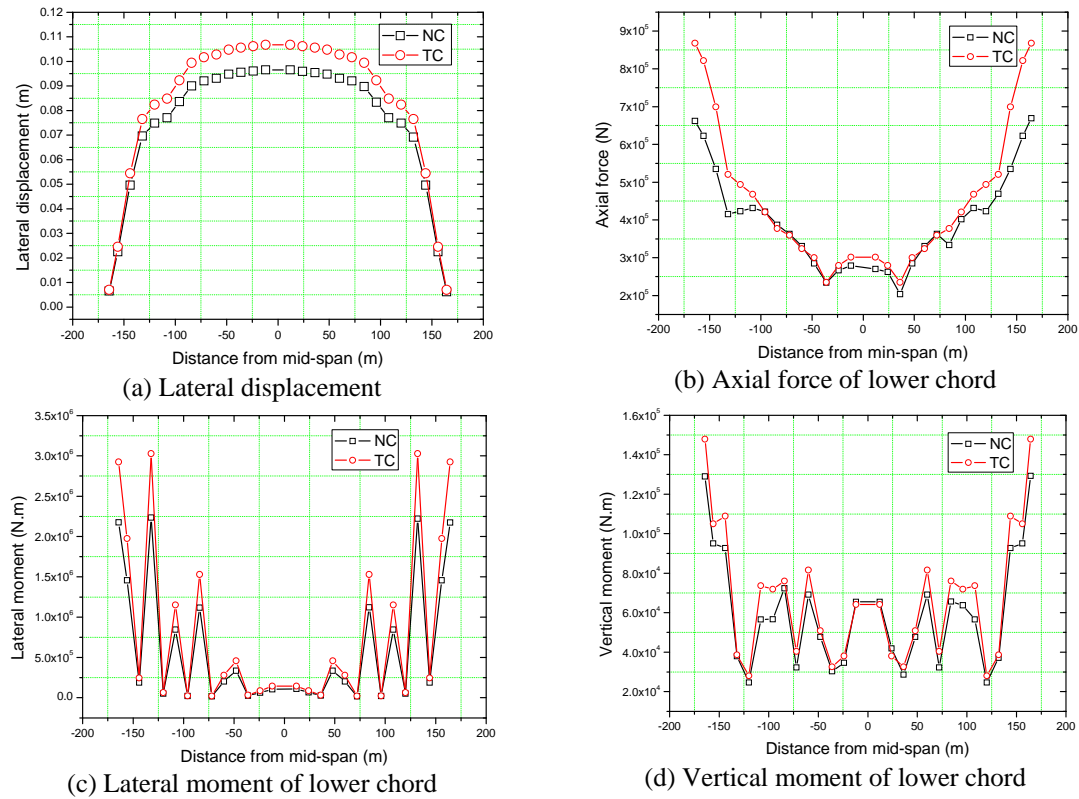 0.12
0.11
0.10
0.09
0.08
0.07
0.06
0.05
0.04
0.03
0.02
0.01
0.00
Lateral displacement (m)
NC
TC
-200 -150 -100 -50 0 50 100 150 200
Distance from mid-span (m)
(a) Lateral displacement
9x10⁵
8x10⁵
7x10⁵
6x10⁵
5x10⁵
4x10⁵
3x10⁵
2x10⁵
Axial force (N)
NC
TC
-200 -150 -100 -50 0 50 100 150 200
Distance from min-span (m)
(b) Axial force of lower chord
3.5x10⁶
3.0x10⁶
2.5x10⁶
2.0x10⁶
1.5x10⁶
1.0x10⁶
5.0x10⁵
0.0
Lateral moment (N.m)
NC
TC
-200 -150 -100 -50 0 50 100 150 200
Distance from mid-span (m)
(c) Lateral moment of lower chord
1.6x10⁵
1.4x10⁵
1.2x10⁵
1.0x10⁵
8.0x10⁴
6.0x10⁴
4.0x10⁴
2.0x10⁴
Vertical moment (N.m)
NC
TC
-200 -150 -100 -50 0 50 100 150 200
Distance from mid-span (m)
(d) Vertical moment of lower chord